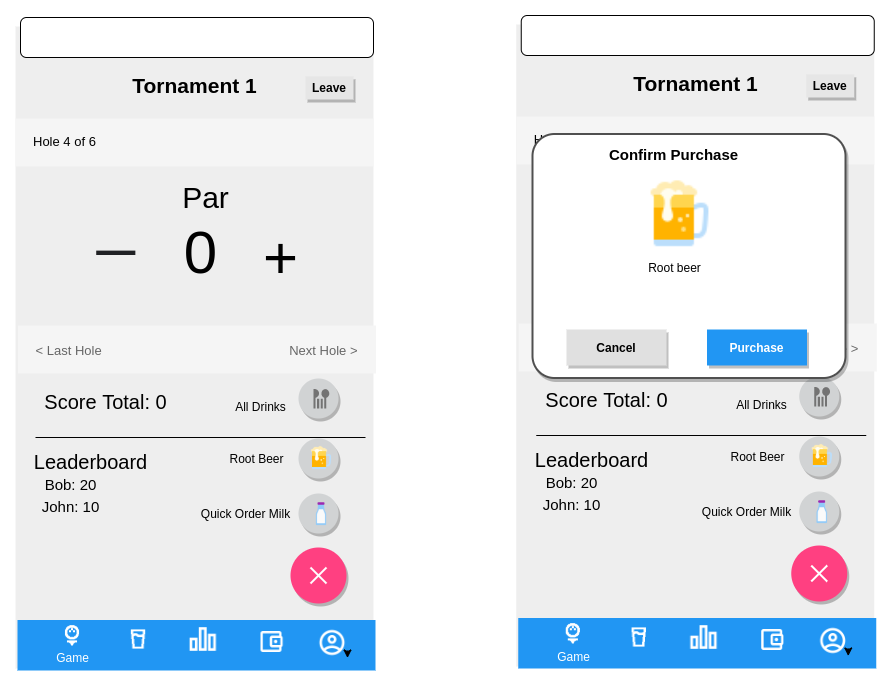 Tornament 1
Leave
Hole 4 of 6
Par
— 0 +
< Last Hole
Next Hole >
Score Total: 0
All Drinks
Leaderboard
Root Beer
Bob: 20
John: 10
Quick Order Milk
Game
Tornament 1
Leave
H
Confirm Purchase
Root beer
Cancel
Purchase
>
Score Total: 0
All Drinks
Leaderboard
Root Beer
Bob: 20
John: 10
Quick Order Milk
Game